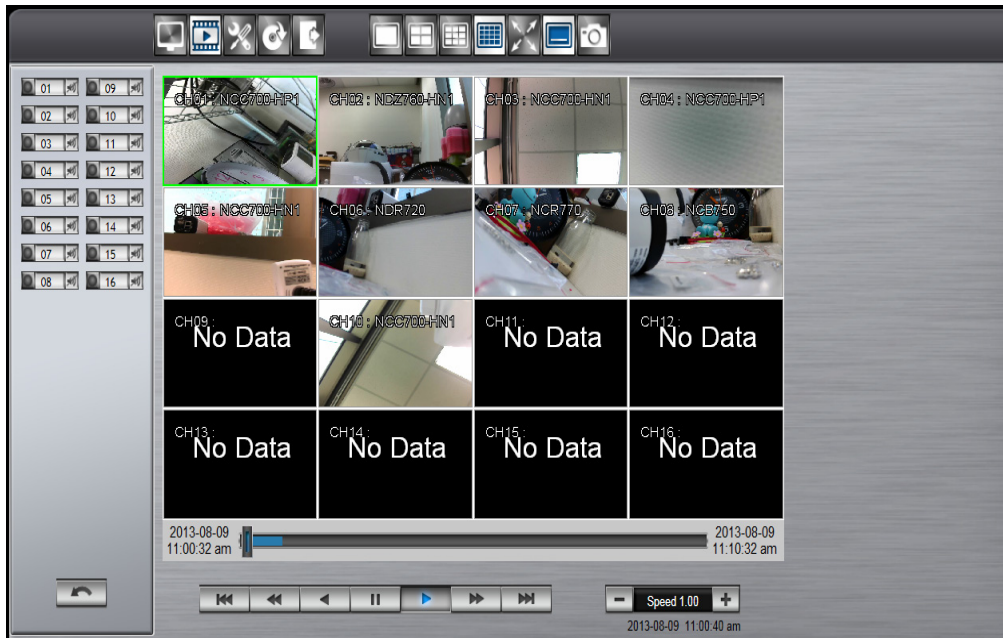 01 09
02 10
03 11
04 12
05 13
06 14
07 15
08 16
CH01 : NCC700-HP1 CH02 : NDZ760-HN1 CH03 : NCC700-HN1 CH04 : NCC700-HP1
CH05 : NCC700-HN1 CH06 : NDR720 CH07 : NCR770 CH08 : NCB750
CH09 : CH10 : NCC700-HN1 CH11 : CH12 :
No Data No Data No Data
CH13 : CH14 : CH15 : CH16 :
No Data No Data No Data No Data
2013-08-09 2013-08-09
11:00:32 am 11:10:32 am
Speed 1.00
2013-08-09 11:00:40 am